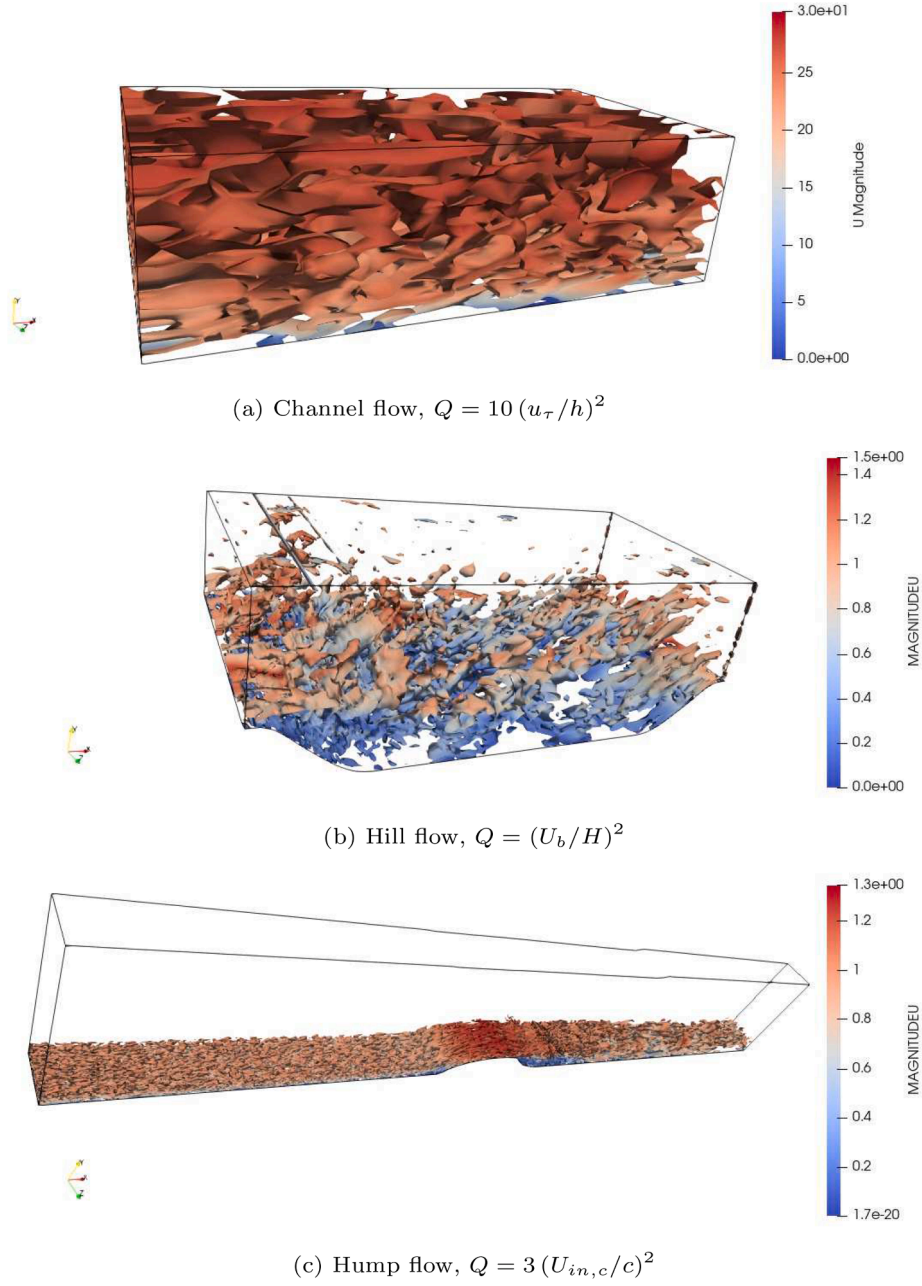 3.0e+01
25
20
15
10
5
0.0e+00
U Magnitude
Y
X
Z
(a) Channel flow, Q = 10 (u_τ/h)^2
1.5e+00
1.4
1.2
1
0.8
0.6
0.4
0.2
0.0e+00
MAGNITUDEU
Y
X
Z
(b) Hill flow, Q = (U_b/H)^2
1.3e+00
1
0.8
0.6
0.4
0.2
1.7e-20
MAGNITUDEU
Y
X
Z
(c) Hump flow, Q = 3 (U_{in,c}/c)^2